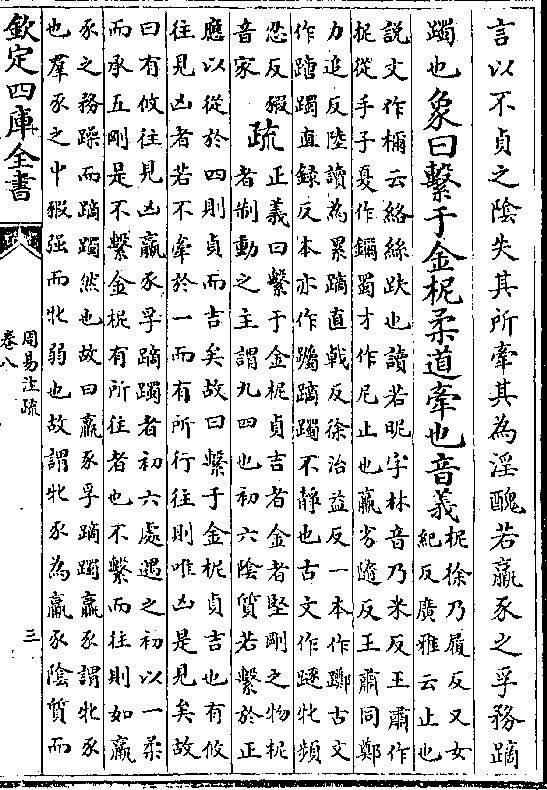 言以不貞之陰失其所牽其為淫醜若羸豕之孚務蹢
躅也象曰繫于金柅柔道牽也音義柅徐乃履反又女
紀反廣雅云止也
說文作檷云絡絲趺也讀若昵字林音乃米反王肅作
柅從手子夏作鑈蜀才作尼止也羸劣隨反王肅同鄭
力追反陸讀為累蹢直戟反徐治益反一本作躑古文
作蹢躅直錄反本亦作躅蹢躅不靜也古文作𨅖牝頻
忍反豭
音家疏正義曰繫于金柅貞吉者金者堅剛之物柅
者制動之主謂九四也初六陰質若繫於正
應以從於四則貞而吉矣故曰繫于金柅貞吉也有攸
往見凶者若不牽於一而有所行往則唯凶是見矣故
曰有攸往見凶羸豕孚蹢躅者初六處遇之初以一柔
而承五剛是不繫金柅有所往者也不繫而往則如羸
豕之務躁而蹢躅然也故曰羸豕孚蹢躅羸豕謂牝豕
也羣豕之中豭强而牝弱也故謂牝豕為羸豕陰質而
欽定四庫全書
周易注疏
卷八
三